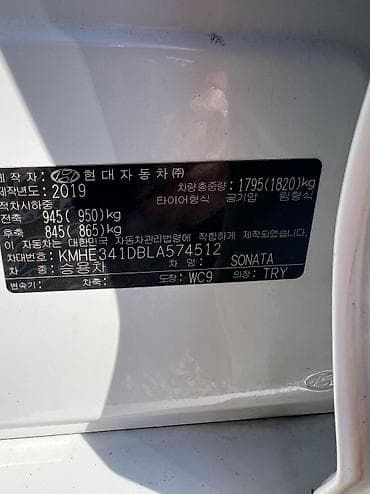 제작자: 현대자동차㈜
제작년도: 2019 차량총중량: 1795(1820)kg
적차시하중 타이어형식 공기압 림형식
전축 945( 950)kg
후축 845( 865)kg
이 자동차는 대한민국 자동차관리법령에 적합하게 제작되었습니다.
차대번호: KMHE341DBLA574512
차 종: 승용차 차 명: SONATA
변속기: 차축: 도장: WC9 의장: TRY